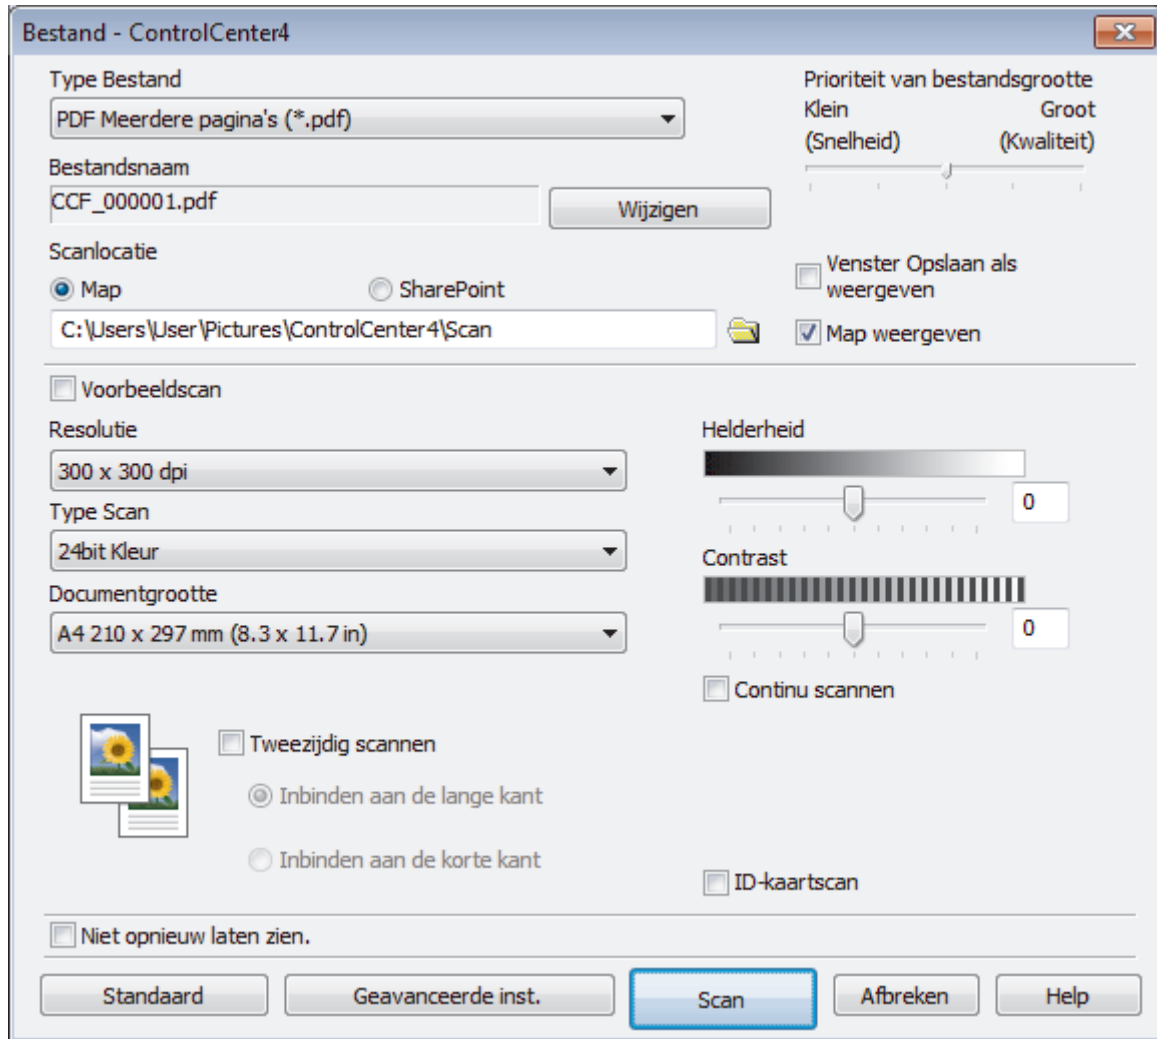 Bestand - ControlCenter4
Type Bestand
PDF Meerdere pagina's (*.pdf)
Prioriteit van bestandsgrootte
Klein Groot
(Snelheid) (Kwaliteit)
Bestandsnaam
CCF_000001.pdf
Wijzigen
Scanlocatie
Map
SharePoint
C:\Users\User\Pictures\ControlCenter4\Scan
Venster Opslaan als
weergeven
Map weergeven
Voorbeeldscan
Resolutie
300 x 300 dpi
Type Scan
24bit Kleur
Documentgrootte
A4 210 x 297 mm (8.3 x 11.7 in)
Helderheid
0
Contrast
0
Continu scannen
Tweezijdig scannen
Inbinden aan de lange kant
Inbinden aan de korte kant
ID-kaartscan
Niet opnieuw laten zien.
Standaard
Geavanceerde inst.
Scan
Afbreken
Help